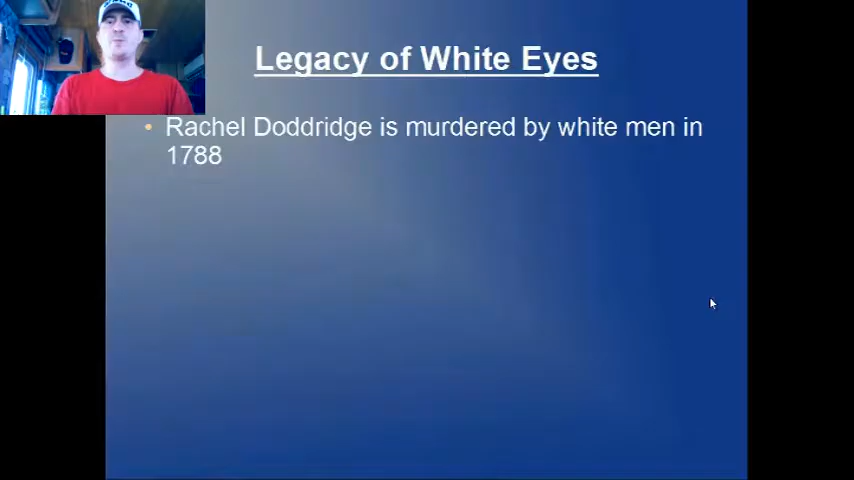 Legacy of White Eyes
• Rachel Doddridge is murdered by white men in
1788